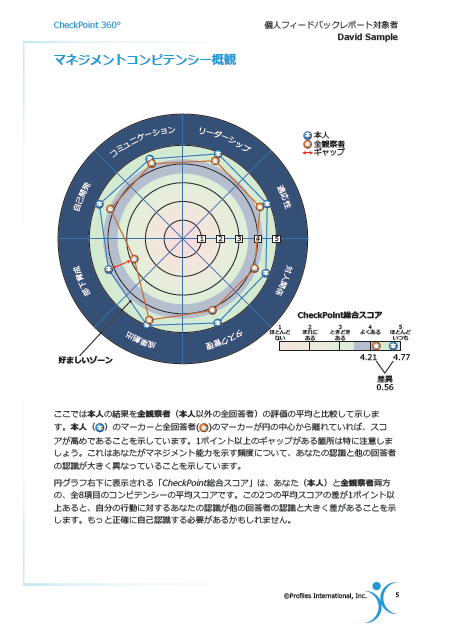 CheckPoint 360°
個人フィードバックレポート対象者
David Sample
マネジメントコンピテンシー概観
コミュニケーション
リーダーシップ
適応性
対人関係
タスク管理
成果創出
部下育成
自己開発
1 2 3 4 5
本人
全観察者
ギャップ
好ましいゾーン
CheckPoint総合スコア
1 2 3 4 5
ほとんどない
まれにある
ときどきある
よくある
ほとんどいつも
4.21 4.77
差異
0.56
ここでは本人の結果を全観察者（本人以外の全回答者）の評価の平均と比較して示しま
す。本人（ ）のマーカーと全回答者( )のマーカーが円の中心から離れていれば、スコ
アが高めであることを示しています。1ポイント以上のギャップがある箇所は特に注意しま
しょう。これはあなたがマネジメント能力を示す頻度について、あなたの認識と他の回答者
の認識が大きく異なっていることを示しています。
円グラフ右下に表示される「CheckPoint総合スコア」は、あなた（本人）と全観察者両方
の、全8項目のコンピテンシーの平均スコアです。この2つの平均スコアの差が1ポイント以
上あると、自分の行動に対するあなたの認識が他の回答者の認識と大きく差があることを示
します。もっと正確に自己認識する必要があるかもしれません。
©Profiles International, Inc.
5